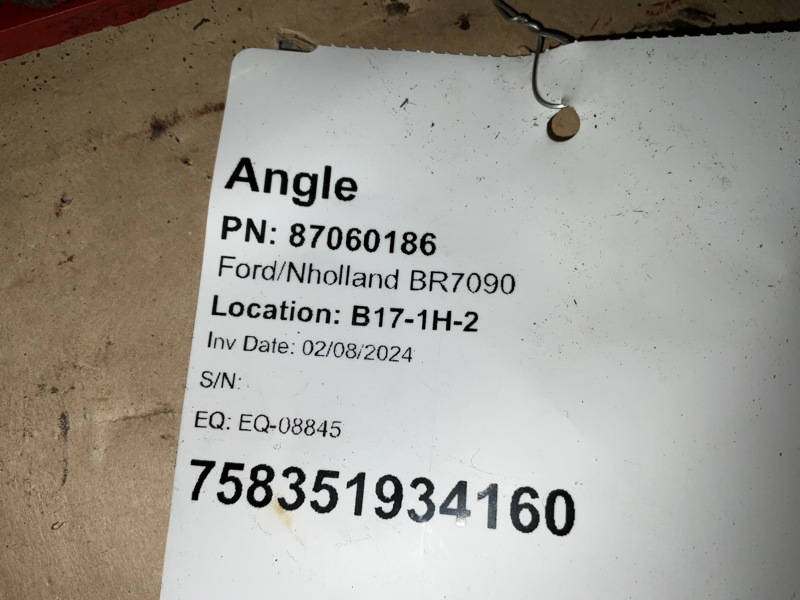 Angle
PN: 87060186
Ford/Nholland BR7090
Location: B17-1H-2
Inv Date: 02/08/2024
S/N:
EQ: EQ-08845
758351934160